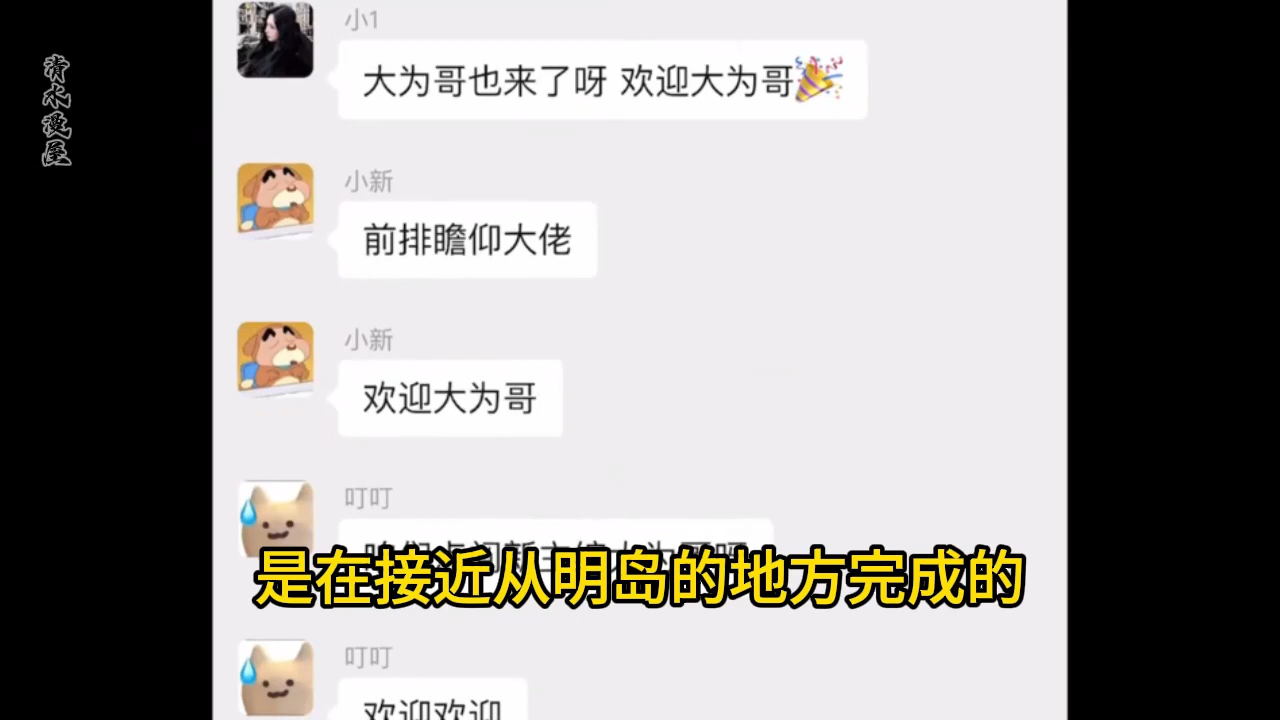 清水漫屋
小1
大为哥也来了呀 欢迎大为哥
小新
前排瞻仰大佬
小新
欢迎大为哥
叮叮
是在接近从明岛的地方完成的
叮叮
欢迎欢迎